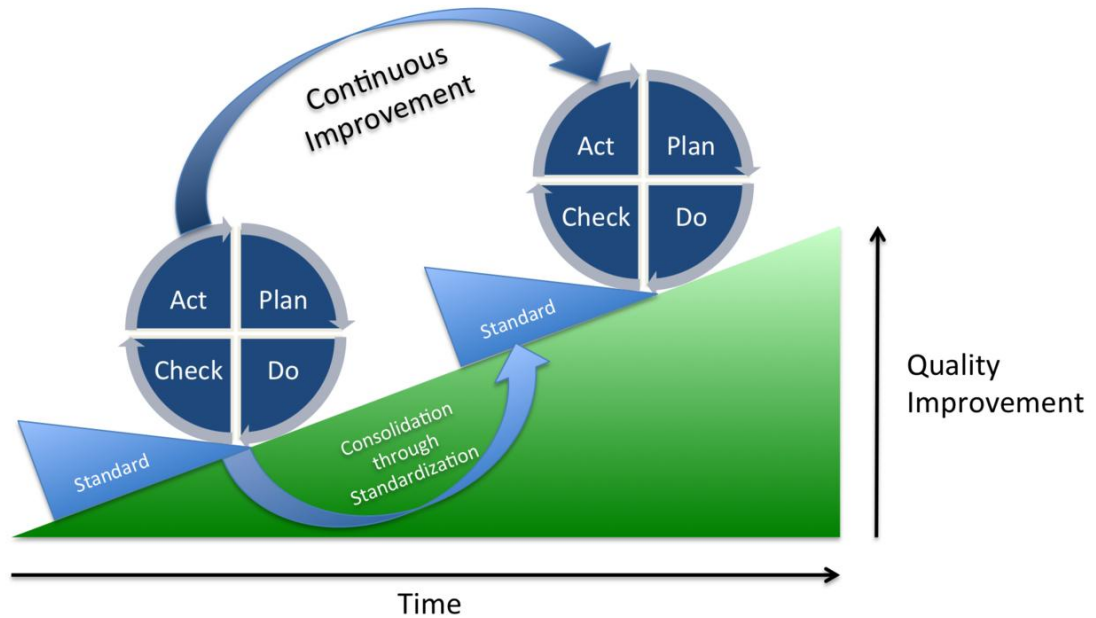 Continuous
Improvement
Act
Plan
Check
Do
Act
Plan
Check
Do
Standard
Standard
Consolidation
through
Standardization
Quality
Improvement
Time